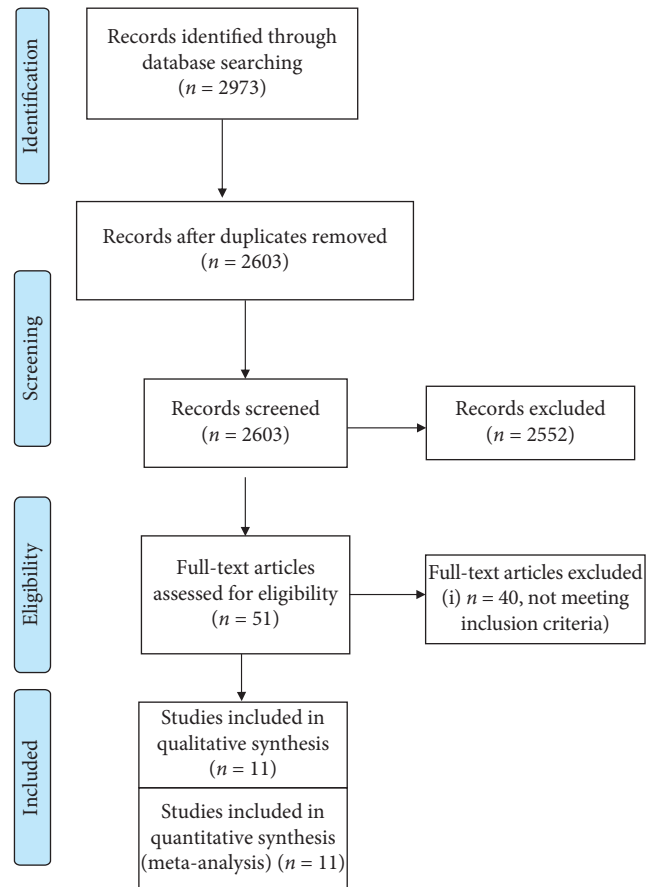 Identification
Records identified through
database searching
(n = 2973)
Records after duplicates removed
(n = 2603)
Screening
Records screened
(n = 2603)
Records excluded
(n = 2552)
Eligibility
Full-text articles
assessed for eligibility
(n = 51)
Full-text articles excluded
(i) n = 40, not meeting
inclusion criteria)
Included
Studies included in
qualitative synthesis
(n = 11)
Studies included in
quantitative synthesis
(meta-analysis) (n = 11)